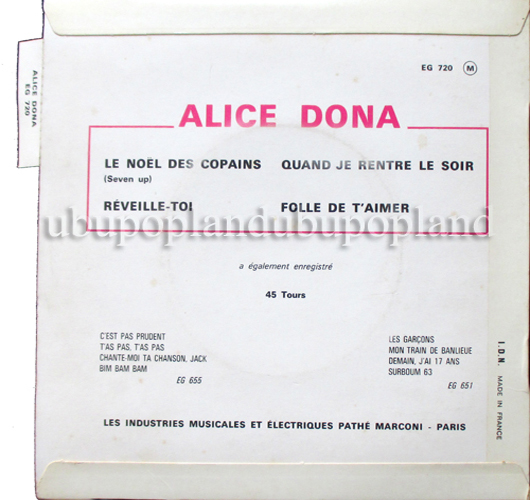 EG 720 M
ALICE DONA
EG 720
ALICE DONA
LE NOËL DES COPAINS QUAND JE RENTRE LE SOIR
(Seven up)
RÉVEILLE-TOI FOLLE DE T'AIMER
ubupoplandubupopland
a également enregistré
45 Tours
C'EST PAS PRUDENT
T'AS PAS, T'AS PAS
CHANTE-MOI TA CHANSON, JACK
BIM BAM BAM
EG 655
LES GARÇONS
MON TRAIN DE BANLIEUE
DEMAIN, J'AI 17 ANS
SURBOUM 63
EG 651
I.D.N. MADE IN FRANCE
LES INDUSTRIES MUSICALES ET ÉLECTRIQUES PATHÉ MARCONI - PARIS